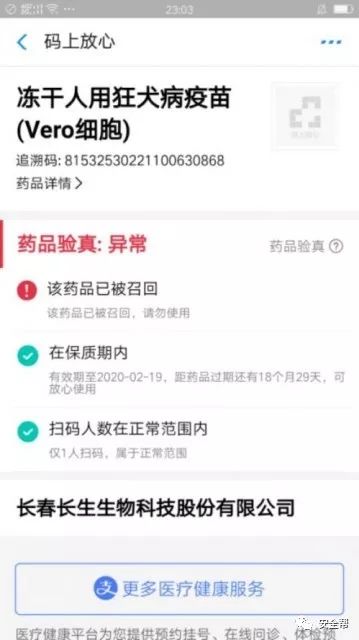 23:03
码上放心
冻干人用狂犬病疫苗
(Vero细胞)
追溯码: 81532530221100630868
药品详情
药品验真: 异常
药品验真
该药品已被召回
该药品已被召回，请勿使用
在保质期内
有效期至2020-02-19，距药品过期还有18个月29天，可
放心使用
扫码人数在正常范围内
仅1人扫码，属于正常范围
长春长生生物科技股份有限公司
支 更多医疗健康服务
安全帮
医疗健康平台为您提供预约挂号、在线问诊、体检预